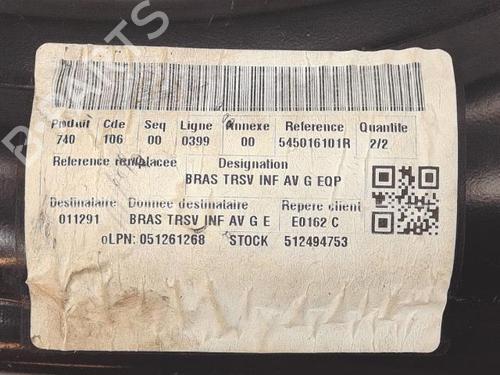 B-PARTS
Produit Cde Seq Ligne Annexe Reference Quantite
740 106 00 0399 00 545016101R 2/2
Reference remplacee Designation
BRAS TRSV INF AV G EQP
Destinataire Donnee destinataire Repere client
011291 BRAS TRSV INF AV G E E0162 C
oLPN: 051261268 STOCK 512494753